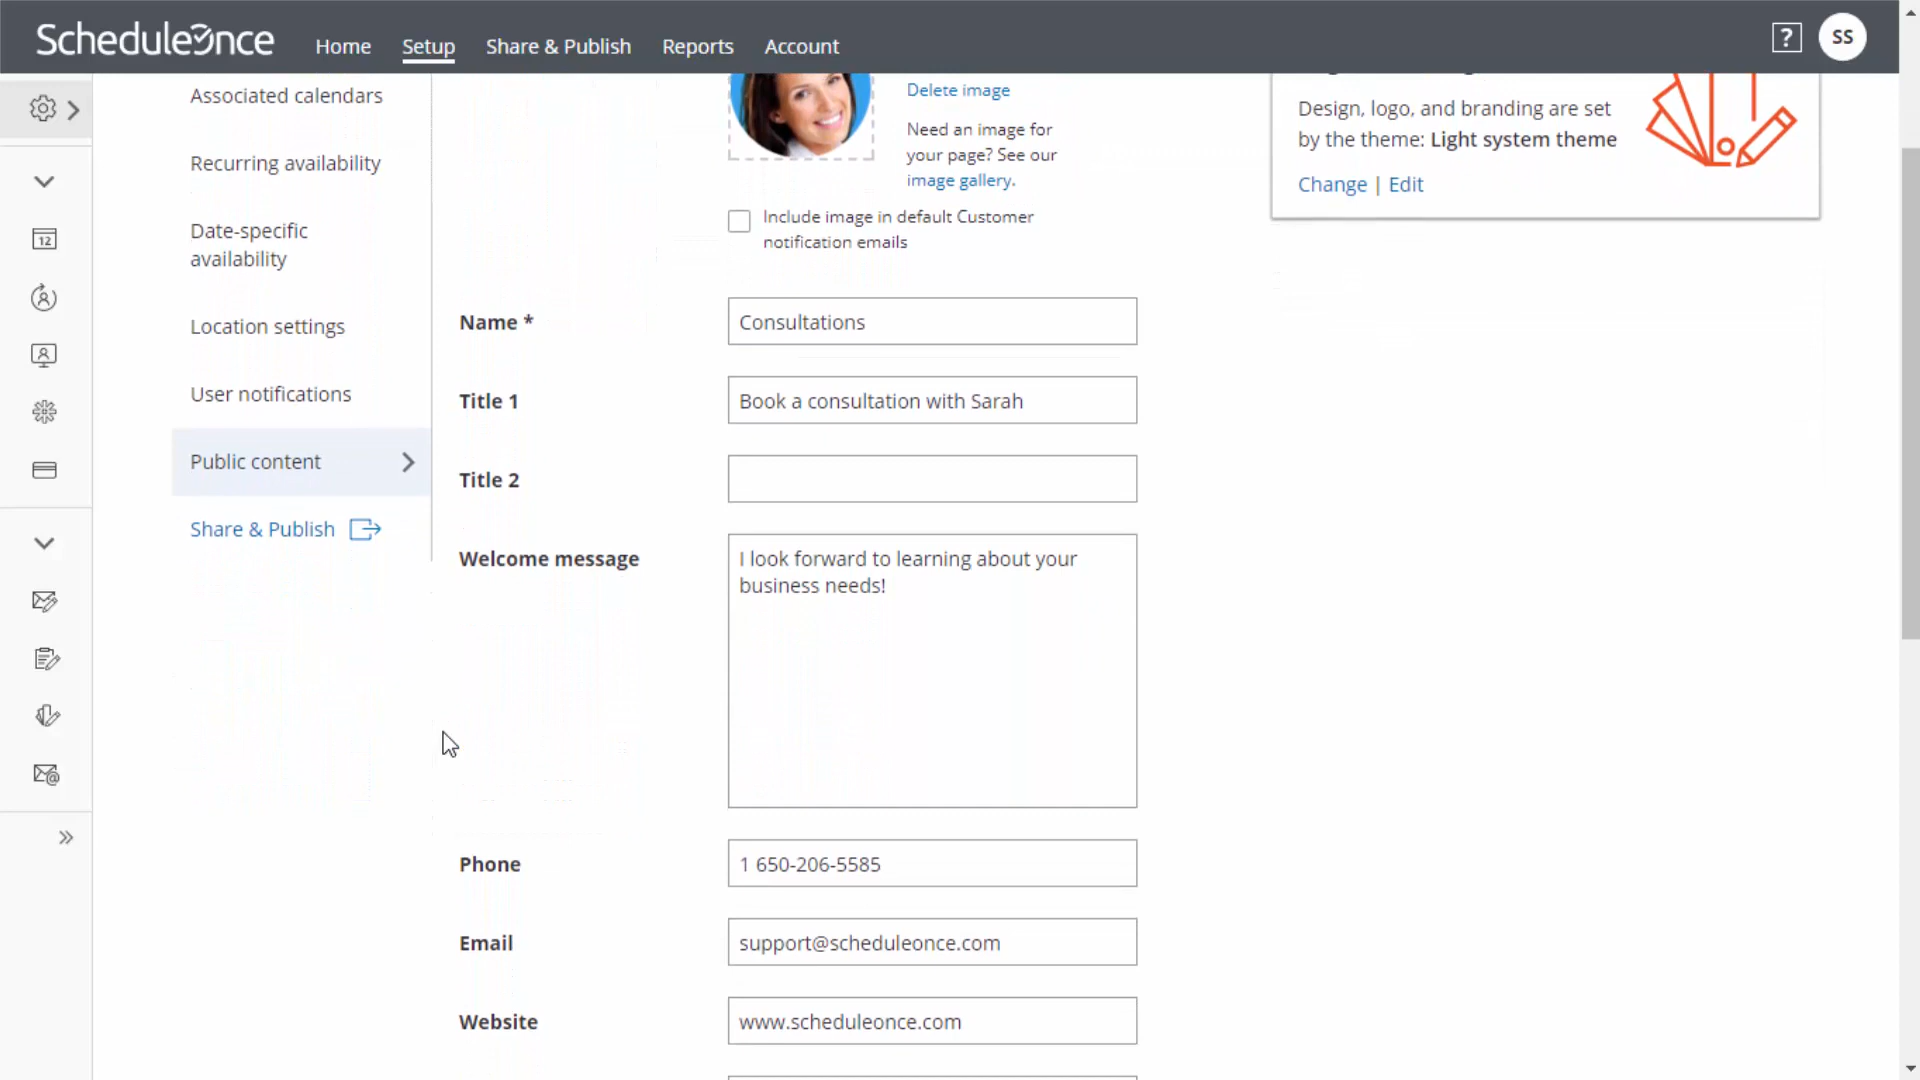 ScheduleOnce
Home
Setup
Share & Publish
Reports
Account
?
SS
Associated calendars
Recurring availability
Date-specific
availability
Location settings
User notifications
Public content
Share & Publish
12
Delete image
Need an image for
your page? See our
image gallery.
Include image in default Customer
notification emails
Name *
Consultations
Title 1
Book a consultation with Sarah
Title 2
Welcome message
I look forward to learning about your
business needs!
Phone
1 650-206-5585
Email
support@scheduleonce.com
Website
www.scheduleonce.com
Design, logo, and branding are set
by the theme: Light system theme
Change | Edit